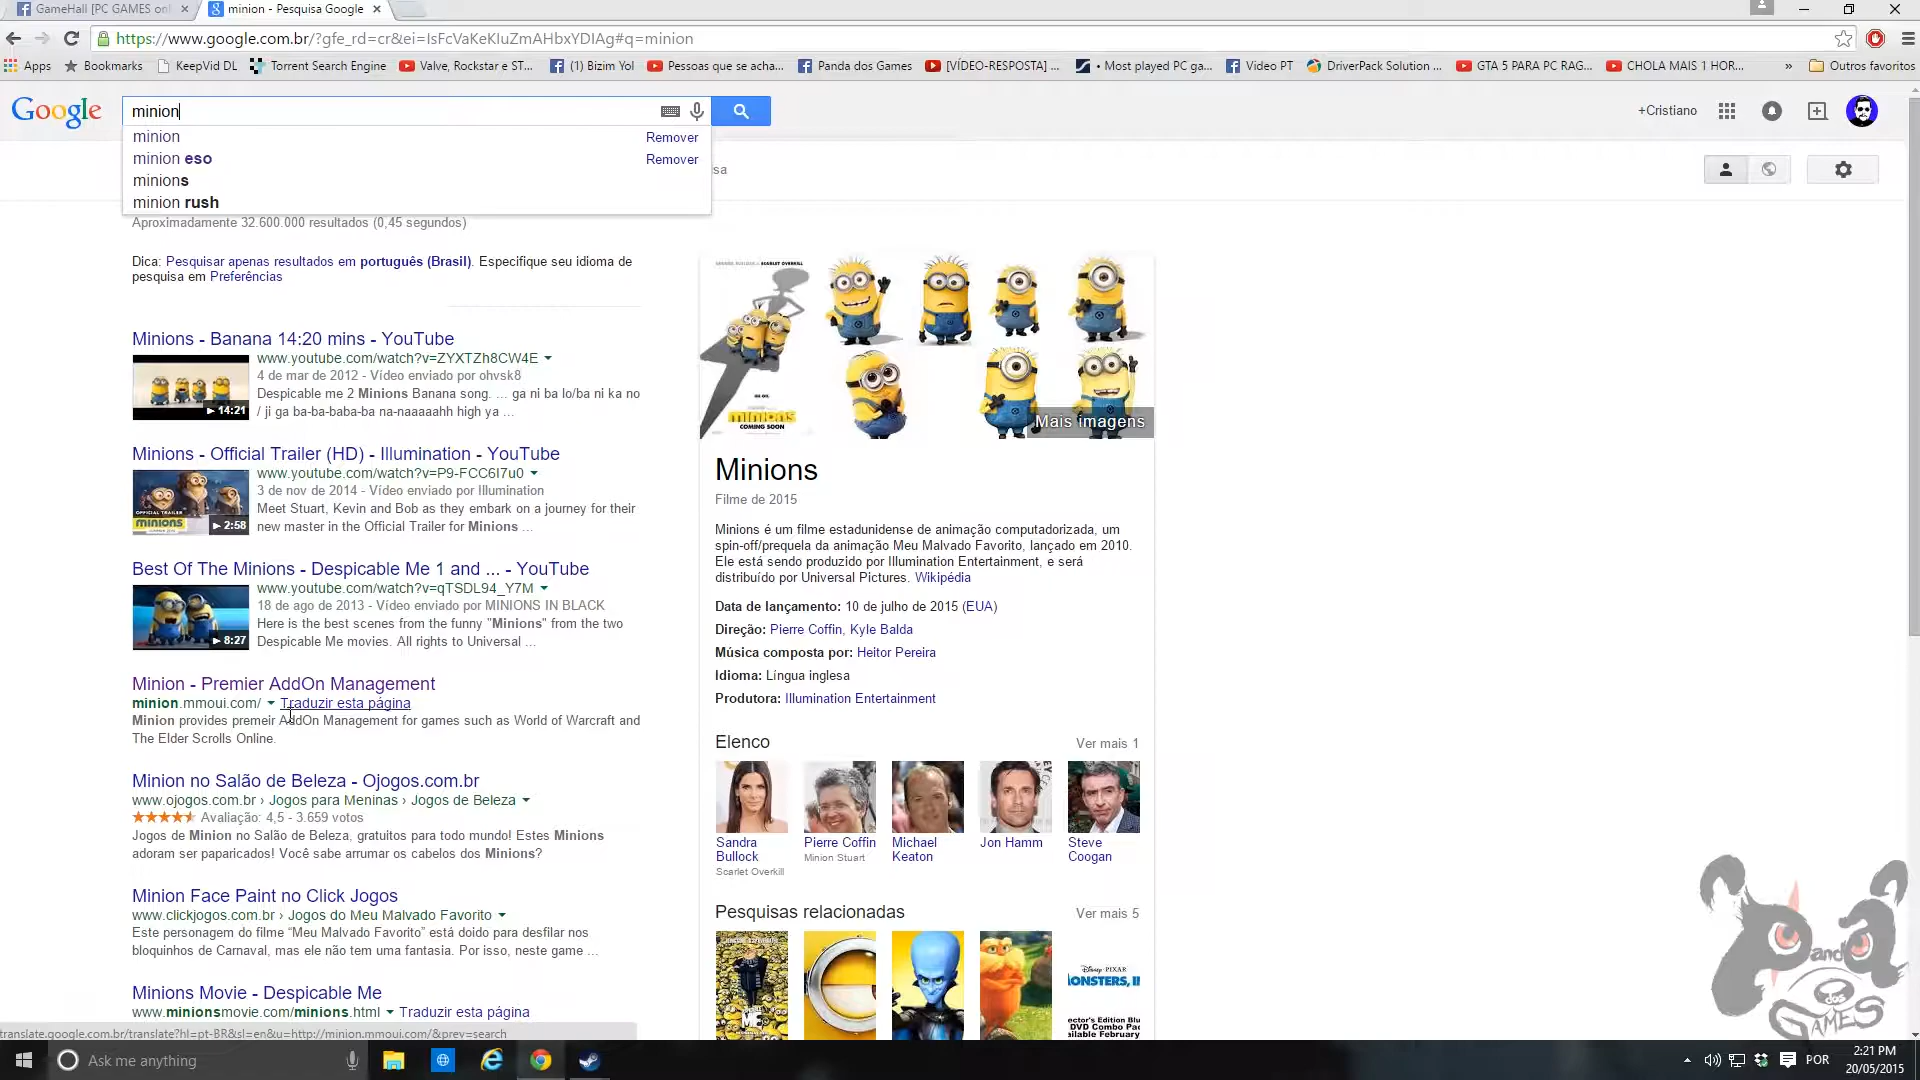 GameHall [PC GAMES onl
minion - Pesquisa Google
https://www.google.com.br/?gfe_rd=cr&ei=IsFcVaKeKIuZmAHbxYDIAg#q=minion
Apps
Bookmarks
KeepVid DL
Torrent Search Engine
Valve, Rockstar e ST...
(1) Bizim Yol
Pessoas que se acha...
Panda dos Games
[VÍDEO-RESPOSTA] ...
• Most played PC ga...
Video PT
DriverPack Solution ...
GTA 5 PARA PC RAG...
CHOLA MAIS 1 HOR...
»
Outros favoritos
Google
minion
+Cristiano
minion Remover
minion eso Remover
minions
minion rush
sa
Aproximadamente 32.600.000 resultados (0,45 segundos)
Dica: Pesquisar apenas resultados em português (Brasil). Especifique seu idioma de
pesquisa em Preferências
Minions - Banana 14:20 mins - YouTube
www.youtube.com/watch?v=ZYXTZh8CW4E
4 de mar de 2012 - Vídeo enviado por ohvsk8
Despicable me 2 Minions Banana song. ... ga ni ba lo/ba ni ka no
/ ji ga ba-ba-baba-ba na-naaaaahh high ya ...
14:21
Minions - Official Trailer (HD) - Illumination - YouTube
www.youtube.com/watch?v=P9-FCC6I7u0
3 de nov de 2014 - Vídeo enviado por Illumination
Meet Stuart, Kevin and Bob as they embark on a journey for their
new master in the Official Trailer for Minions ...
OFFICIAL TRAILER
minions
2:58
Best Of The Minions - Despicable Me 1 and ... - YouTube
www.youtube.com/watch?v=qTSDL94_Y7M
18 de ago de 2013 - Vídeo enviado por MINIONS IN BLACK
Here is the best scenes from the funny "Minions" from the two
Despicable Me movies. All rights to Universal ...
8:27
Minion - Premier AddOn Management
minion.mmoui.com/ Traduzir esta página
Minion provides premeir AddOn Management for games such as World of Warcraft and
The Elder Scrolls Online.
Minion no Salão de Beleza - Ojogos.com.br
www.ojogos.com.br › Jogos para Meninas › Jogos de Beleza
Avaliação: 4,5 - 3.659 votos
Jogos de Minion no Salão de Beleza, gratuitos para todo mundo! Estes Minions
adoram ser paparicados! Você sabe arrumar os cabelos dos Minions?
Minion Face Paint no Click Jogos
www.clickjogos.com.br › Jogos do Meu Malvado Favorito
Este personagem do filme “Meu Malvado Favorito” está doido para desfilar nos
bloquinhos de Carnaval, mas ele não tem uma fantasia. Por isso, neste game ...
Minions Movie - Despicable Me
www.minionsmovie.com/minions.html Traduzir esta página
translate.google.com.br/translate?hl=pt-BR&sl=en&u=http://minion.mmoui.com/&prev=search
minions
COMING SOON
Mais imagens
Minions
Filme de 2015
Minions é um filme estadunidense de animação computadorizada, um
spin-off/prequela da animação Meu Malvado Favorito, lançado em 2010.
Ele está sendo produzido por Illumination Entertainment, e será
distribuído por Universal Pictures. Wikipédia
Data de lançamento: 10 de julho de 2015 (EUA)
Direção: Pierre Coffin, Kyle Balda
Música composta por: Heitor Pereira
Idioma: Língua inglesa
Produtora: Illumination Entertainment
Elenco
Ver mais 1
Sandra
Bullock
Scarlet Overkill
Pierre Coffin
Minion Stuart
Michael
Keaton
Jon Hamm
Steve
Coogan
Pesquisas relacionadas
Ver mais 5
ME
DISNEY·PIXAR
MONSTERS, II
ector's Edition Blu
DVD Combo Pac
ailable February
Panda
dos
GAMES
Ask me anything
POR
2:21 PM
20/05/2015